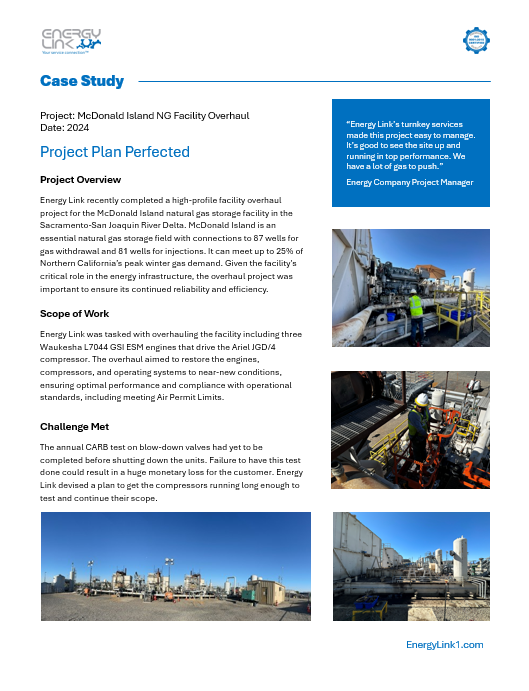 ENERGY
LINK
Your service connection™
Case Study
Project: McDonald Island NG Facility Overhaul
Date: 2024
Project Plan Perfected
Project Overview
Energy Link recently completed a high-profile facility overhaul
project for the McDonald Island natural gas storage facility in the
Sacramento-San Joaquin River Delta. McDonald Island is an
essential natural gas storage field with connections to 87 wells for
gas withdrawal and 81 wells for injections. It can meet up to 25% of
Northern California's peak winter gas demand. Given the facility's
critical role in the energy infrastructure, the overhaul project was
important to ensure its continued reliability and efficiency.
Scope of Work
Energy Link was tasked with overhauling the facility including three
Waukesha L7044 GSI ESM engines that drive the Ariel JGD/4
compressor. The overhaul aimed to restore the engines,
compressors, and operating systems to near-new conditions,
ensuring optimal performance and compliance with operational
standards, including meeting Air Permit Limits.
Challenge Met
The annual CARB test on blow-down valves had yet to be
completed before shutting down the units. Failure to have this test
done could result in a huge monetary loss for the customer. Energy
Link devised a plan to get the compressors running long enough to
test and continue their scope.
“Energy Link's turnkey services
made this project easy to manage.
It's good to see the site up and
running in top performance. We
have a lot of gas to push.”
Energy Company Project Manager
EnergyLink1.com